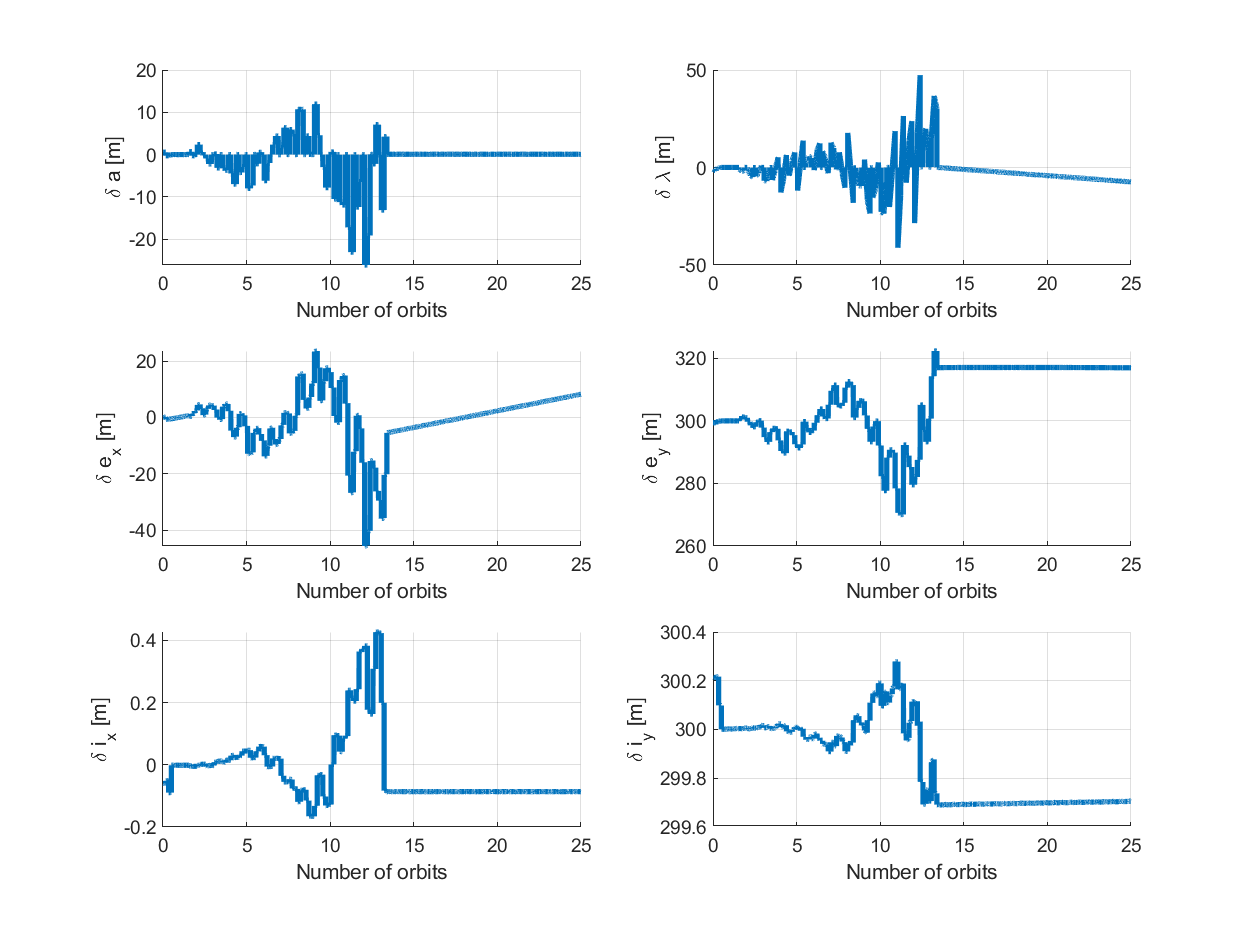 20
10
0
-10
-20
δ a [m]
0 5 10 15 20 25
Number of orbits
50
0
-50
δ λ [m]
0 5 10 15 20 25
Number of orbits
20
0
-20
-40
δ e_x [m]
0 5 10 15 20 25
Number of orbits
320
300
280
260
δ e_y [m]
0 5 10 15 20 25
Number of orbits
0.4
0.2
0
-0.2
δ i_x [m]
0 5 10 15 20 25
Number of orbits
300.4
300.2
300
299.8
299.6
δ i_y [m]
0 5 10 15 20 25
Number of orbits